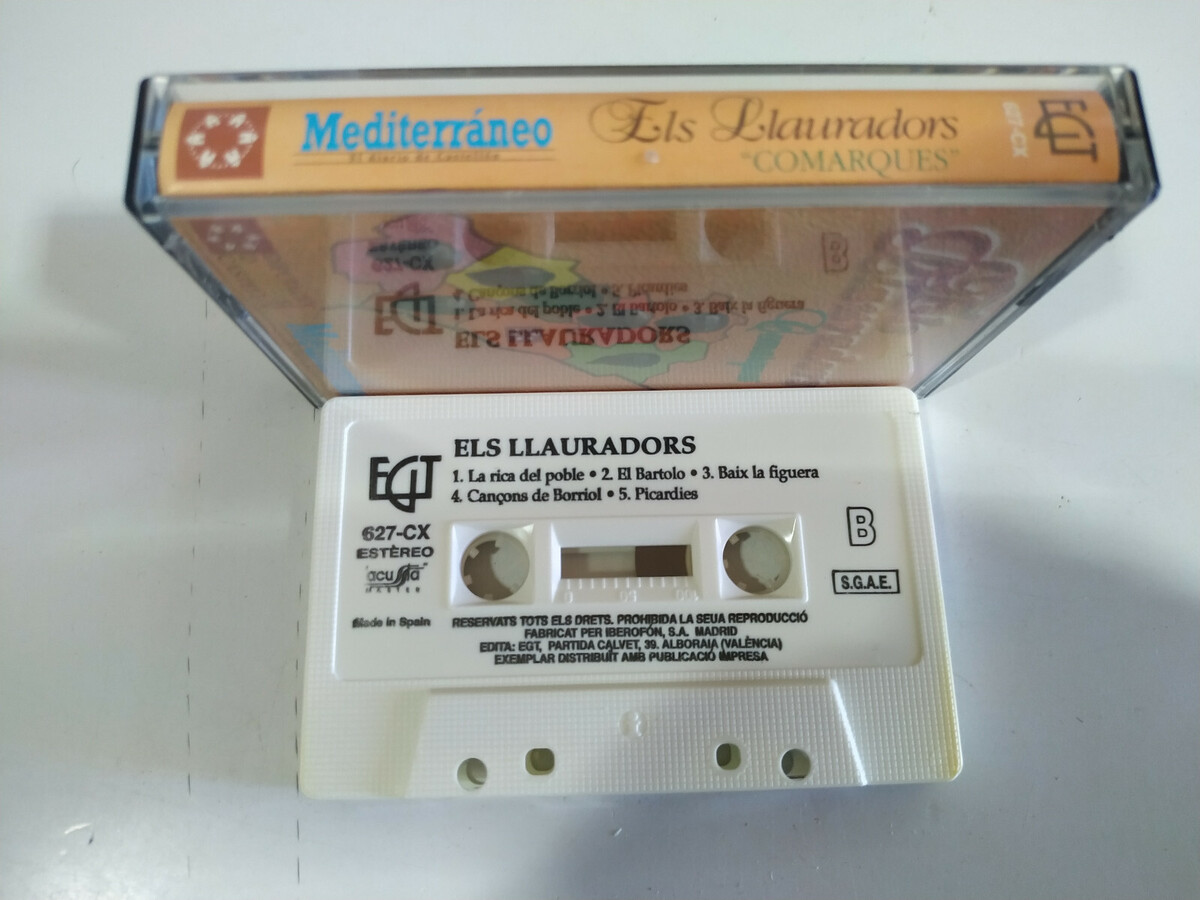 Mediterráneo
El diario de Castellón
Els Llauradors
"COMARQUES"
627-CX
EGT
ELS LLAURADORS
1. La rica del poble • 2. El Bartolo • 3. Baix la figuera
4. Cançons de Borriol • 5. Picardies
EGT
627-CX
ESTÈREO
B
S.G.A.E.
Made in Spain
RESERVATS TOTS ELS DRETS. PROHIBIDA LA SEUA REPRODUCCIÓ
FABRICAT PER IBEROFÓN, S.A. MADRID
EDITA: EGT, PARTIDA CALVET, 39. ALBORAIA (VALÈNCIA)
EXEMPLAR DISTRIBUÏT AMB PUBLICACIÓ IMPRESA
0 50 100